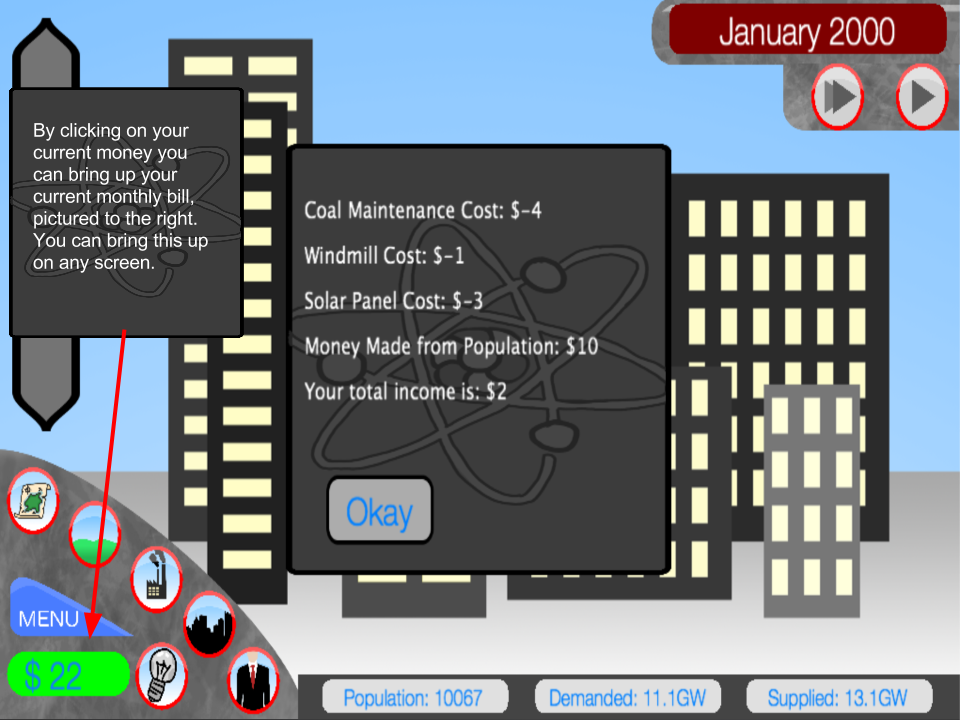 January 2000
By clicking on your
current money you
can bring up your
current monthly bill,
pictured to the right.
You can bring this up
on any screen.
Coal Maintenance Cost: $-4
Windmill Cost: $-1
Solar Panel Cost: $-3
Money Made from Population: $10
Your total income is: $2
Okay
MENU
$ 22
Population: 10067
Demanded: 11.1GW
Supplied: 13.1GW